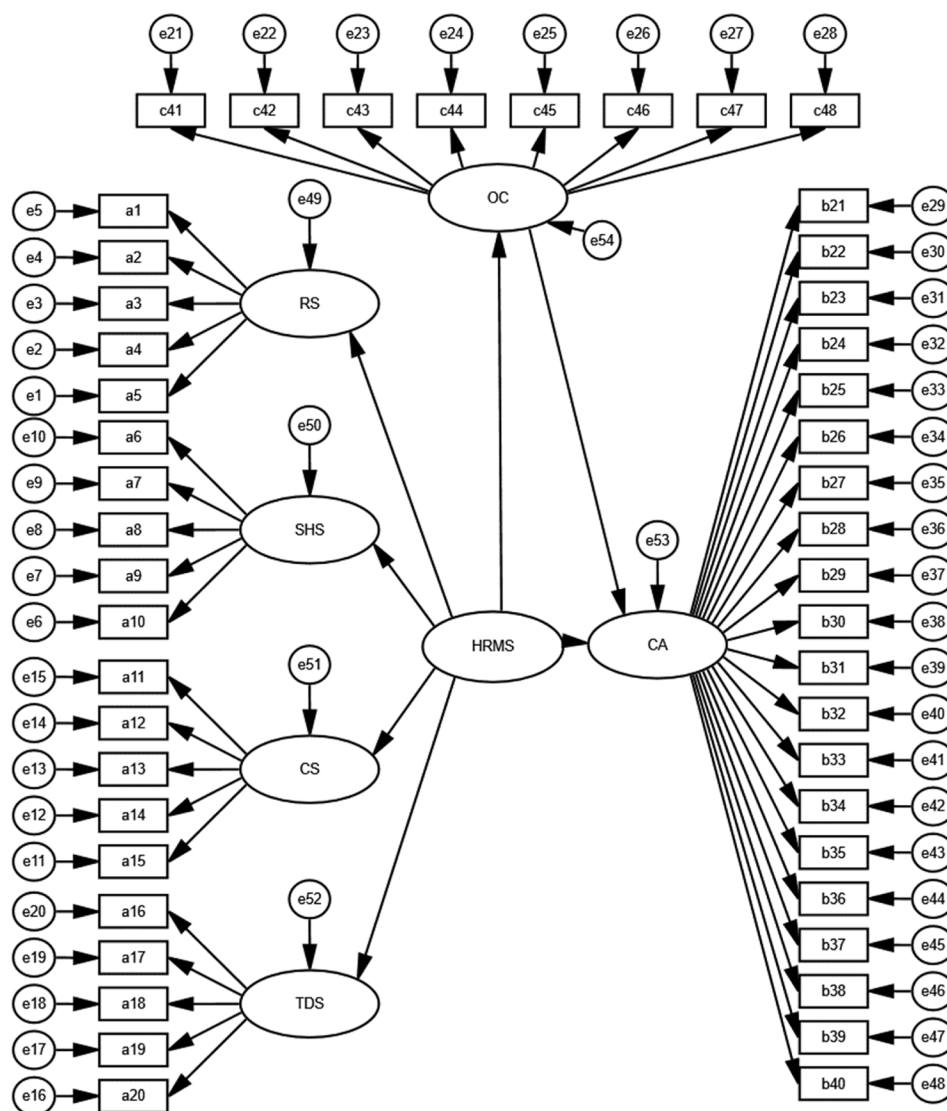 e21 e22 e23 e24 e25 e26 e27 e28
c41 c42 c43 c44 c45 c46 c47 c48
OC
e54
e5 a1
e4 a2
e3 a3
e2 a4
e1 a5
e49
RS
e10 a6
e9 a7
e8 a8
e7 a9
e6 a10
e50
SHS
e15 a11
e14 a12
e13 a13
e12 a14
e11 a15
e51
CS
e20 a16
e19 a17
e18 a18
e17 a19
e16 a20
e52
TDS
HRMS
e53
CA
b21 e29
b22 e30
b23 e31
b24 e32
b25 e33
b26 e34
b27 e35
b28 e36
b29 e37
b30 e38
b31 e39
b32 e40
b33 e41
b34 e42
b35 e43
b36 e44
b37 e45
b38 e46
b39 e47
b40 e48